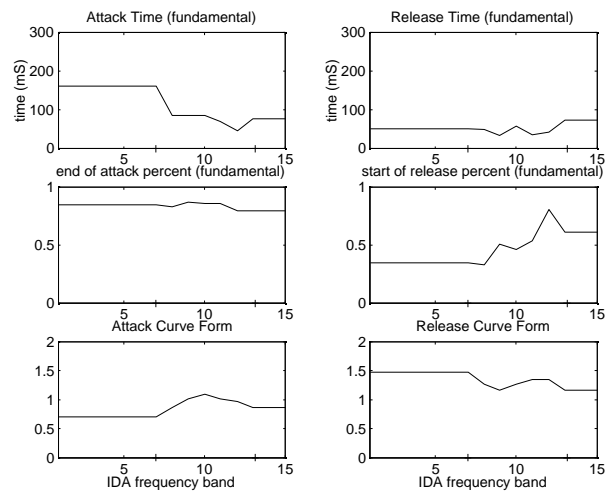 Attack Time (fundamental)
Release Time (fundamental)
300
200
100
0
time (mS)
5 10 15
300
200
100
0
time (mS)
5 10 15
end of attack percent (fundamental)
start of release percent (fundamental)
1
0.5
0
5 10 15
1
0.5
0
5 10 15
Attack Curve Form
Release Curve Form
2
1.5
1
0.5
0
5 10 15
IDA frequency band
2
1.5
1
0.5
0
5 10 15
IDA frequency band